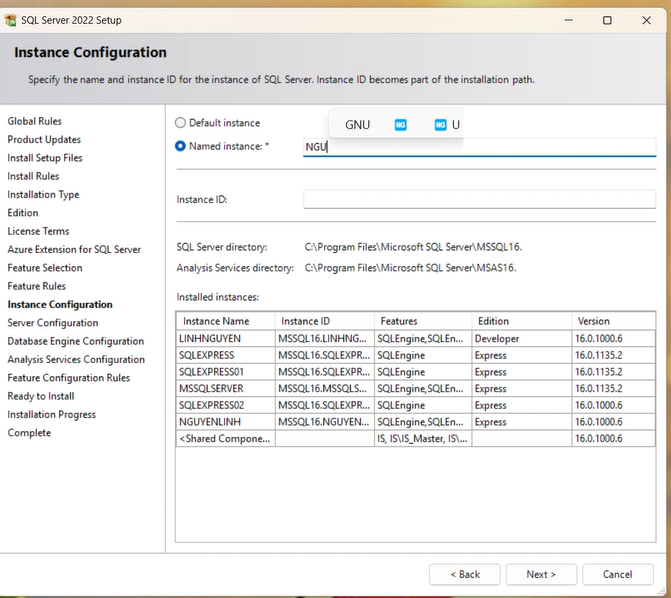 SQL Server 2022 Setup
Instance Configuration
Specify the name and instance ID for the instance of SQL Server. Instance ID becomes part of the installation path.
Global Rules
Product Updates
Install Setup Files
Install Rules
Installation Type
Edition
License Terms
Azure Extension for SQL Server
Feature Selection
Feature Rules
Instance Configuration
Server Configuration
Database Engine Configuration
Analysis Services Configuration
Feature Configuration Rules
Ready to Install
Installation Progress
Complete
Default instance
GNU NG NG U
Named instance: * NGU
Instance ID:
SQL Server directory: C:\Program Files\Microsoft SQL Server\MSSQL16.
Analysis Services directory: C:\Program Files\Microsoft SQL Server\MSAS16.
Installed instances:
Instance Name Instance ID Features Edition Version
LINHNGUYEN MSSQL16.LINHNG... SQLEngine,SQLEn... Developer 16.0.1000.6
SQLEXPRESS MSSQL16.SQLEXPR... SQLEngine Express 16.0.1135.2
SQLEXPRESS01 MSSQL16.SQLEXPR... SQLEngine Express 16.0.1135.2
MSSQLSERVER MSSQL16.MSSQLS... SQLEngine,SQLEn... Express 16.0.1135.2
SQLEXPRESS02 MSSQL16.SQLEXPR... SQLEngine Express 16.0.1000.6
NGUYENLINH MSSQL16.NGUYEN... SQLEngine,SQLEn... Express 16.0.1000.6
<Shared Compone... IS, IS\IS_Master, IS\... 16.0.1000.6
< Back Next > Cancel